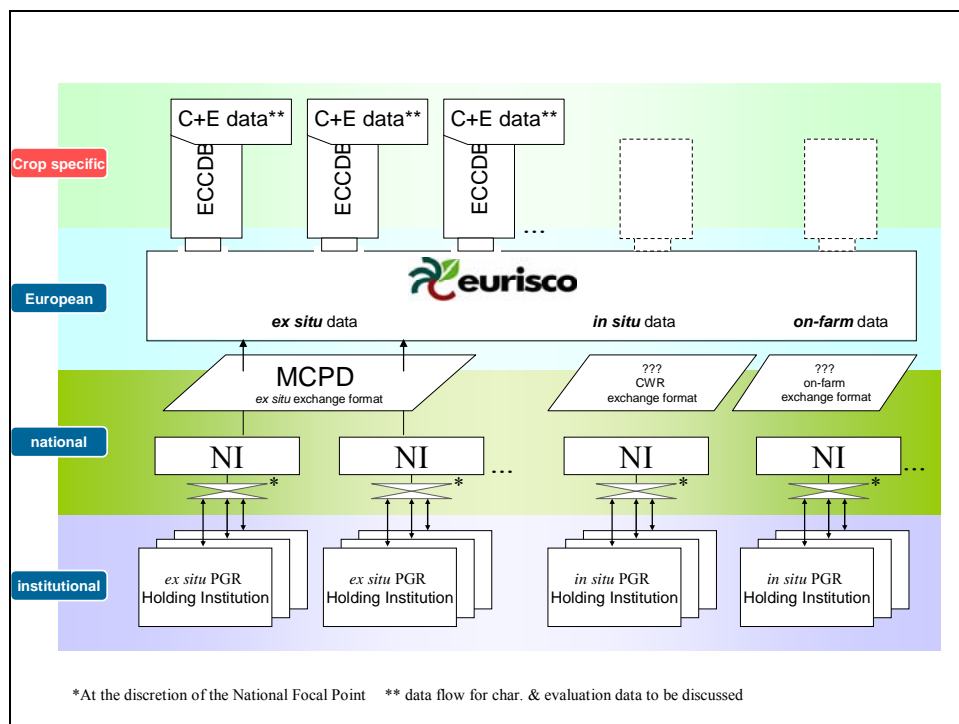 C+E data**
C+E data**
C+E data**
Crop specific
ECCDB
ECCDB
ECCDB
...
eurisco
European
ex situ data
in situ data
on-farm data
MCPD
ex situ exchange format
???
CWR
exchange format
???
on-farm
exchange format
national
NI
*
NI
*
...
NI
*
NI
*
...
institutional
ex situ PGR
Holding Institution
ex situ PGR
Holding Institution
in situ PGR
Holding Institution
in situ PGR
Holding Institution
*At the discretion of the National Focal Point ** data flow for char. & evaluation data to be discussed